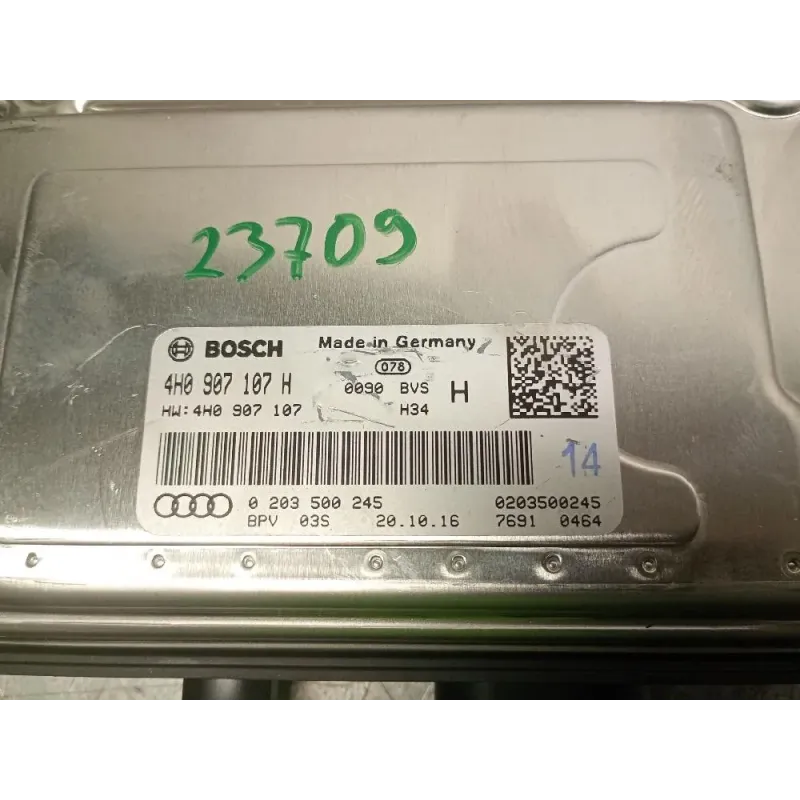 23709
BOSCH Made in Germany
078
4H0 907 107 H 0090 BVS H
HW:4H0 907 107 H34
14
0 203 500 245 0203500245
BPV 03S 20.10.16 7691 0464